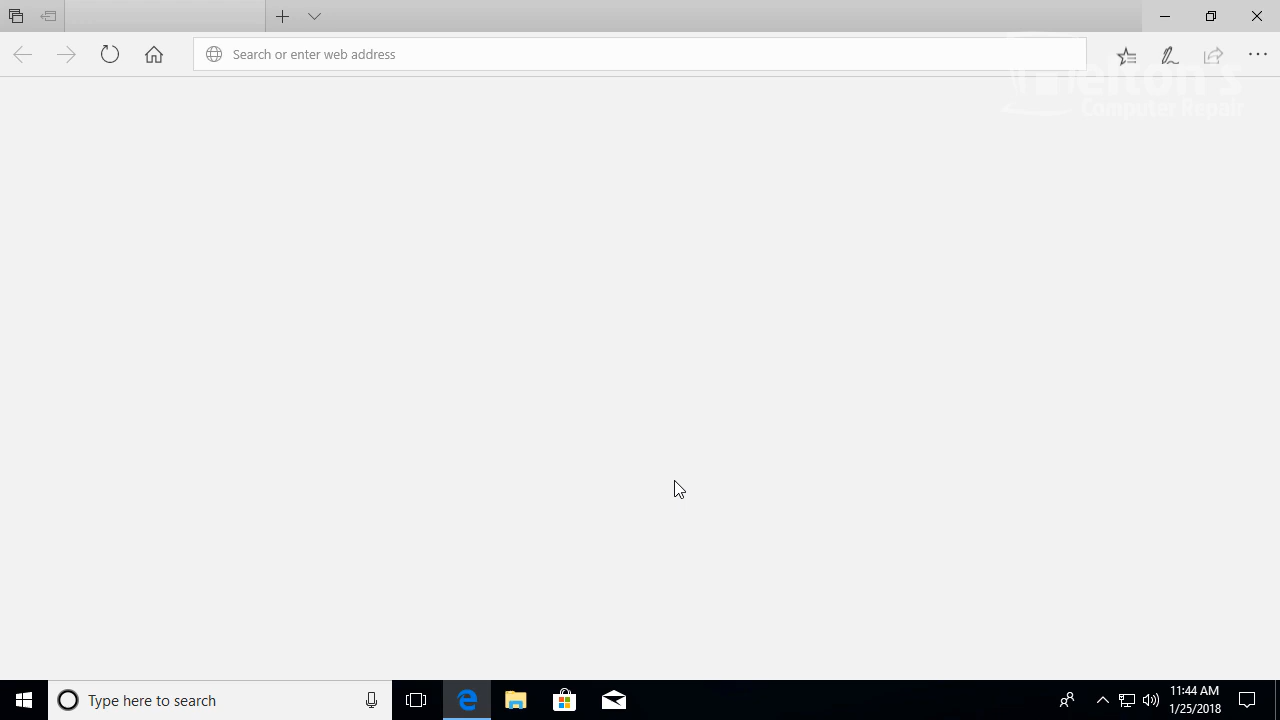 Search or enter web address
Computer Repair
Type here to search
11:44 AM
1/25/2018